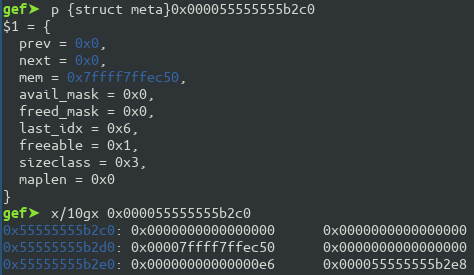 gef➤ p {struct meta}0x000055555555b2c0
$1 = {
  prev = 0x0,
  next = 0x0,
  mem = 0x7ffff7ffec50,
  avail_mask = 0x0,
  freed_mask = 0x0,
  last_idx = 0x6,
  freeable = 0x1,
  sizeclass = 0x3,
  maplen = 0x0
}
gef➤ x/10gx 0x000055555555b2c0
0x55555555b2c0: 0x0000000000000000 0x0000000000000000
0x55555555b2d0: 0x00007ffff7ffec50 0x0000000000000000
0x55555555b2e0: 0x00000000000000e6 0x000055555555b2e8